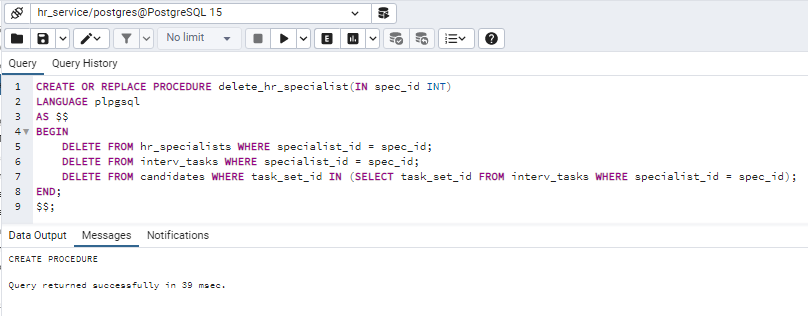 hr_service/postgres@PostgreSQL 15
No limit
E
Query Query History
1 CREATE OR REPLACE PROCEDURE delete_hr_specialist(IN spec_id INT)
2 LANGUAGE plpgsql
3 AS $$
4 BEGIN
5 DELETE FROM hr_specialists WHERE specialist_id = spec_id;
6 DELETE FROM interv_tasks WHERE specialist_id = spec_id;
7 DELETE FROM candidates WHERE task_set_id IN (SELECT task_set_id FROM interv_tasks WHERE specialist_id = spec_id);
8 END;
9 $$;
Data Output Messages Notifications
CREATE PROCEDURE
Query returned successfully in 39 msec.